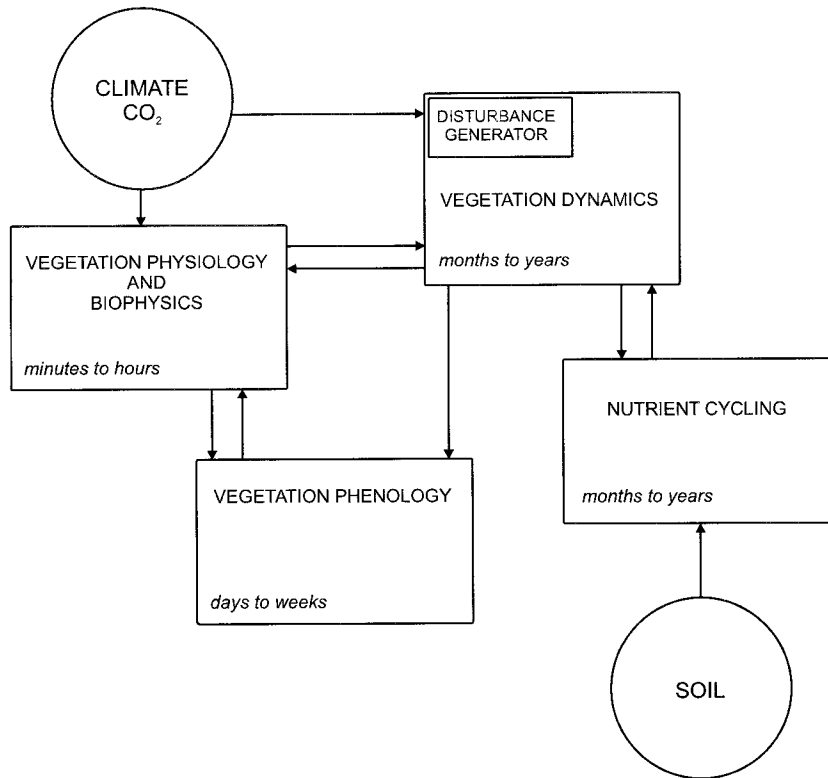 CLIMATE
CO₂
DISTURBANCE
GENERATOR
VEGETATION DYNAMICS
months to years
VEGETATION PHYSIOLOGY
AND
BIOPHYSICS
minutes to hours
NUTRIENT CYCLING
months to years
VEGETATION PHENOLOGY
days to weeks
SOIL